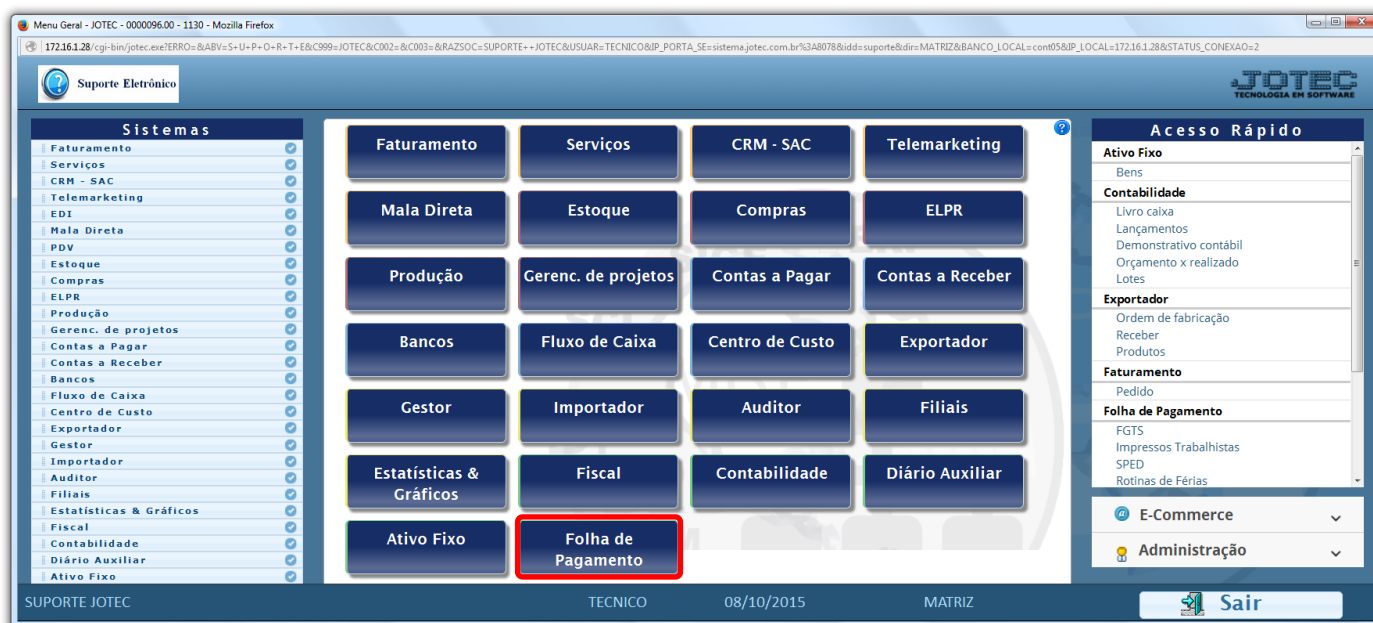 Menu Geral - JOTEC - 0000096.00 - 1130 - Mozilla Firefox
172.16.1.28/cgi-bin/jotec.exe?ERRO=&ABV=S+U+P+O+R+T+E&C999=JOTEC&C002=&C003=&RAZSOC=SUPORTE++JOTEC&USUAR=TECNICO&IP_PORTA_SE=sistema.jotec.com.br%3A8078&idd=suporte&dir=MATRIZ&BANCO_LOCAL=cont05&IP_LOCAL=172.16.1.28&STATUS_CONEXAO=2
Suporte Eletrônico
JOTEC
TECNOLOGIA EM SOFTWARE
Sistemas
Faturamento
Serviços
CRM - SAC
Telemarketing
EDI
Mala Direta
PDV
Estoque
Compras
ELPR
Produção
Gerenc. de projetos
Contas a Pagar
Contas a Receber
Bancos
Fluxo de Caixa
Centro de Custo
Exportador
Gestor
Importador
Auditor
Filiais
Estatísticas & Gráficos
Fiscal
Contabilidade
Diário Auxiliar
Ativo Fixo
Faturamento
Serviços
CRM - SAC
Telemarketing
Mala Direta
Estoque
Compras
ELPR
Produção
Gerenc. de projetos
Contas a Pagar
Contas a Receber
Bancos
Fluxo de Caixa
Centro de Custo
Exportador
Gestor
Importador
Auditor
Filiais
Estatísticas &
Gráficos
Fiscal
Contabilidade
Diário Auxiliar
Ativo Fixo
Folha de
Pagamento
Acesso Rápido
Ativo Fixo
Bens
Contabilidade
Livro caixa
Lançamentos
Demonstrativo contábil
Orçamento x realizado
Lotes
Exportador
Ordem de fabricação
Receber
Produtos
Faturamento
Pedido
Folha de Pagamento
FGTS
Impressos Trabalhistas
SPED
Rotinas de Férias
E-Commerce
Administração
SUPORTE JOTEC
TECNICO
08/10/2015
MATRIZ
Sair